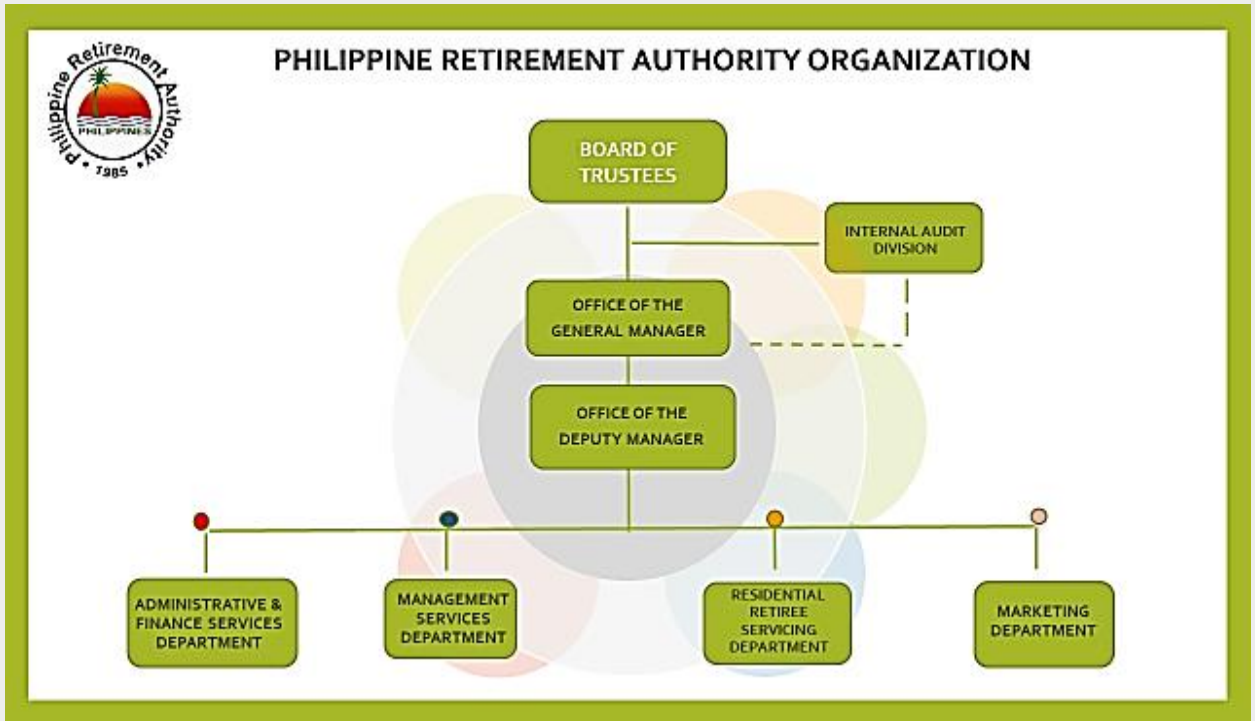 Philippine Retirement Authority
PHILIPPINES
• 1985 •
PHILIPPINE RETIREMENT AUTHORITY ORGANIZATION
BOARD OF
TRUSTEES
INTERNAL AUDIT
DIVISION
OFFICE OF THE
GENERAL MANAGER
OFFICE OF THE
DEPUTY MANAGER
ADMINISTRATIVE &
FINANCE SERVICES
DEPARTMENT
MANAGEMENT
SERVICES
DEPARTMENT
RESIDENTIAL
RETIREE
SERVICING
DEPARTMENT
MARKETING
DEPARTMENT